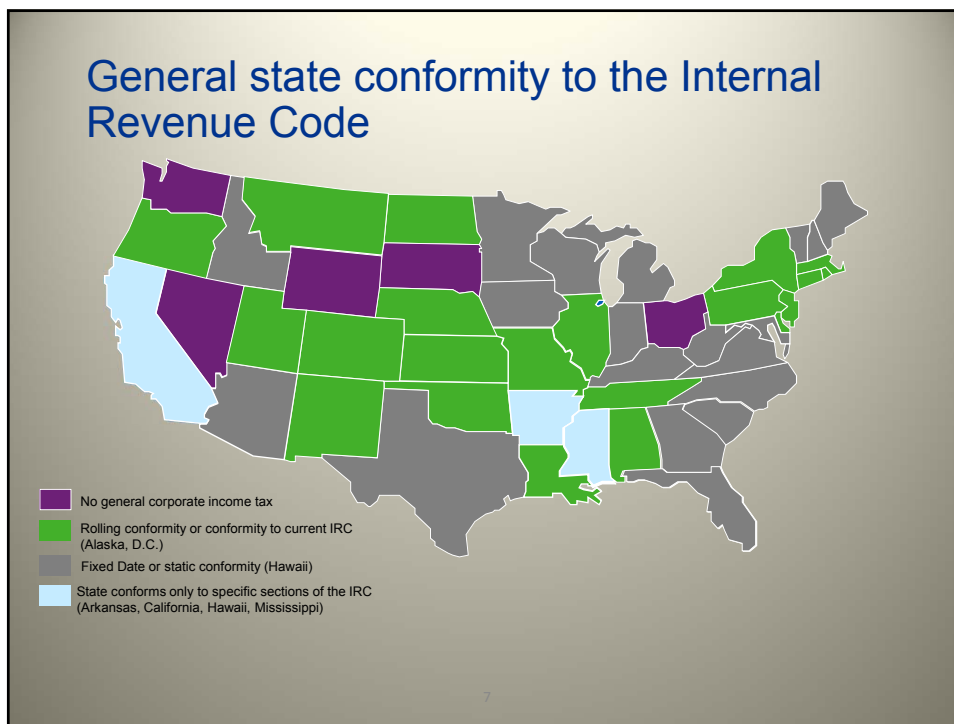 General state conformity to the Internal
Revenue Code
No general corporate income tax
Rolling conformity or conformity to current IRC
(Alaska, D.C.)
Fixed Date or static conformity (Hawaii)
State conforms only to specific sections of the IRC
(Arkansas, California, Hawaii, Mississippi)
7